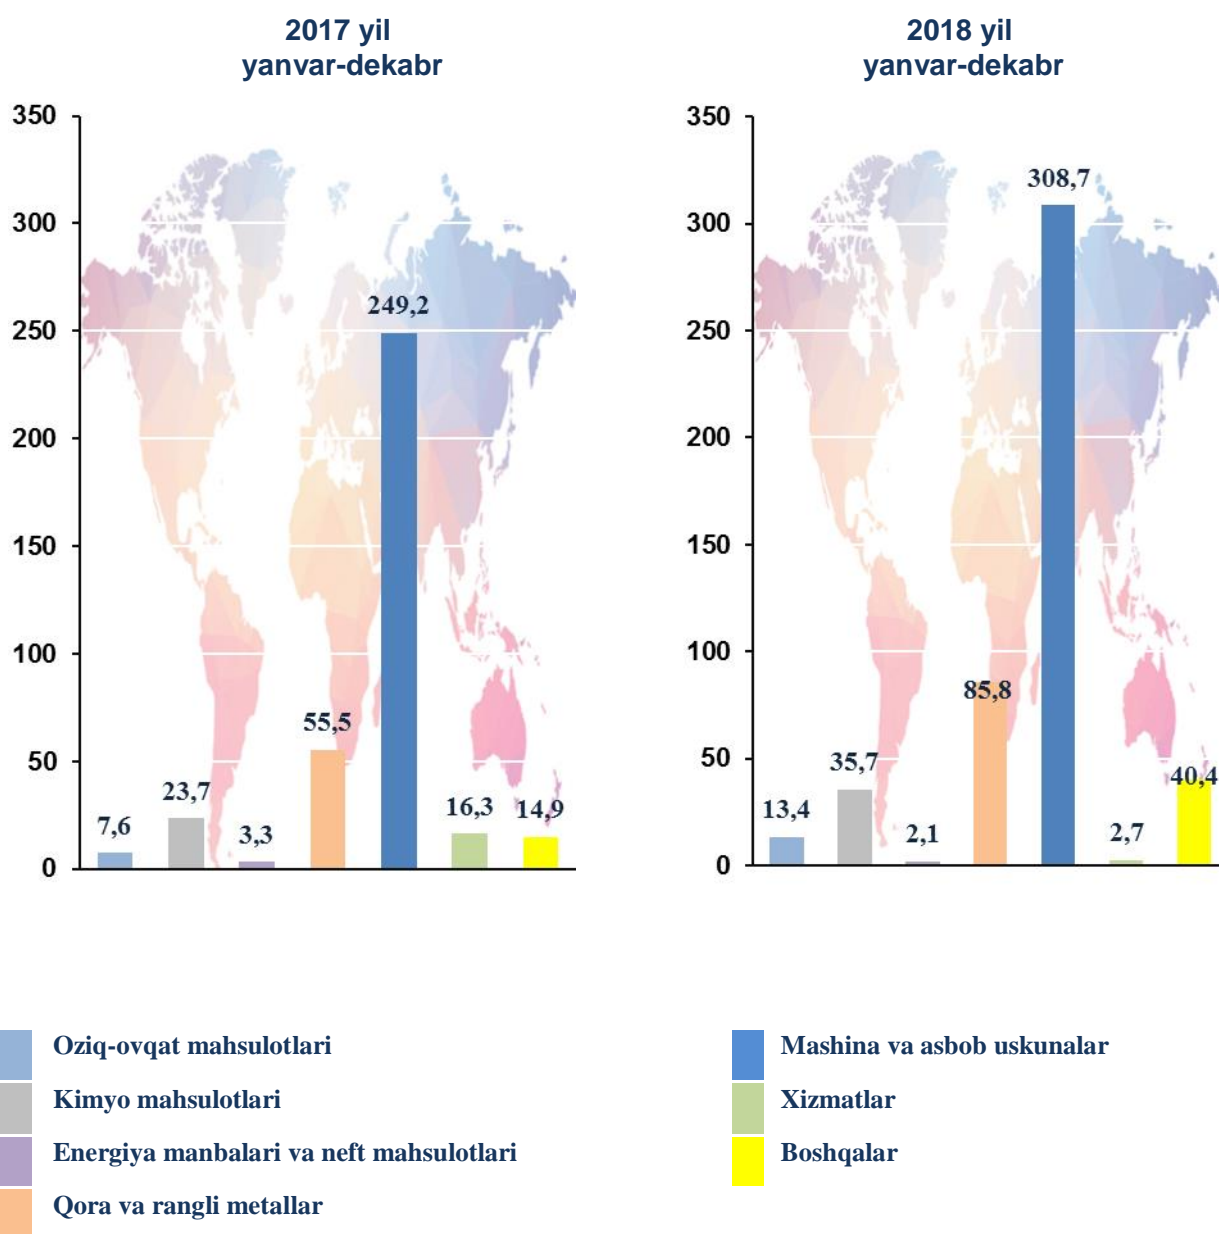 2017 yil
yanvar-dekabr
350
300
250
200
150
100
50
0
7,6
23,7
3,3
55,5
249,2
16,3
14,9
2018 yil
yanvar-dekabr
350
300
250
200
150
100
50
0
13,4
35,7
2,1
85,8
308,7
2,7
40,4
Oziq-ovqat mahsulotlari
Kimyo mahsulotlari
Energiya manbalari va neft mahsulotlari
Qora va rangli metallar
Mashina va asbob uskunalar
Xizmatlar
Boshqalar